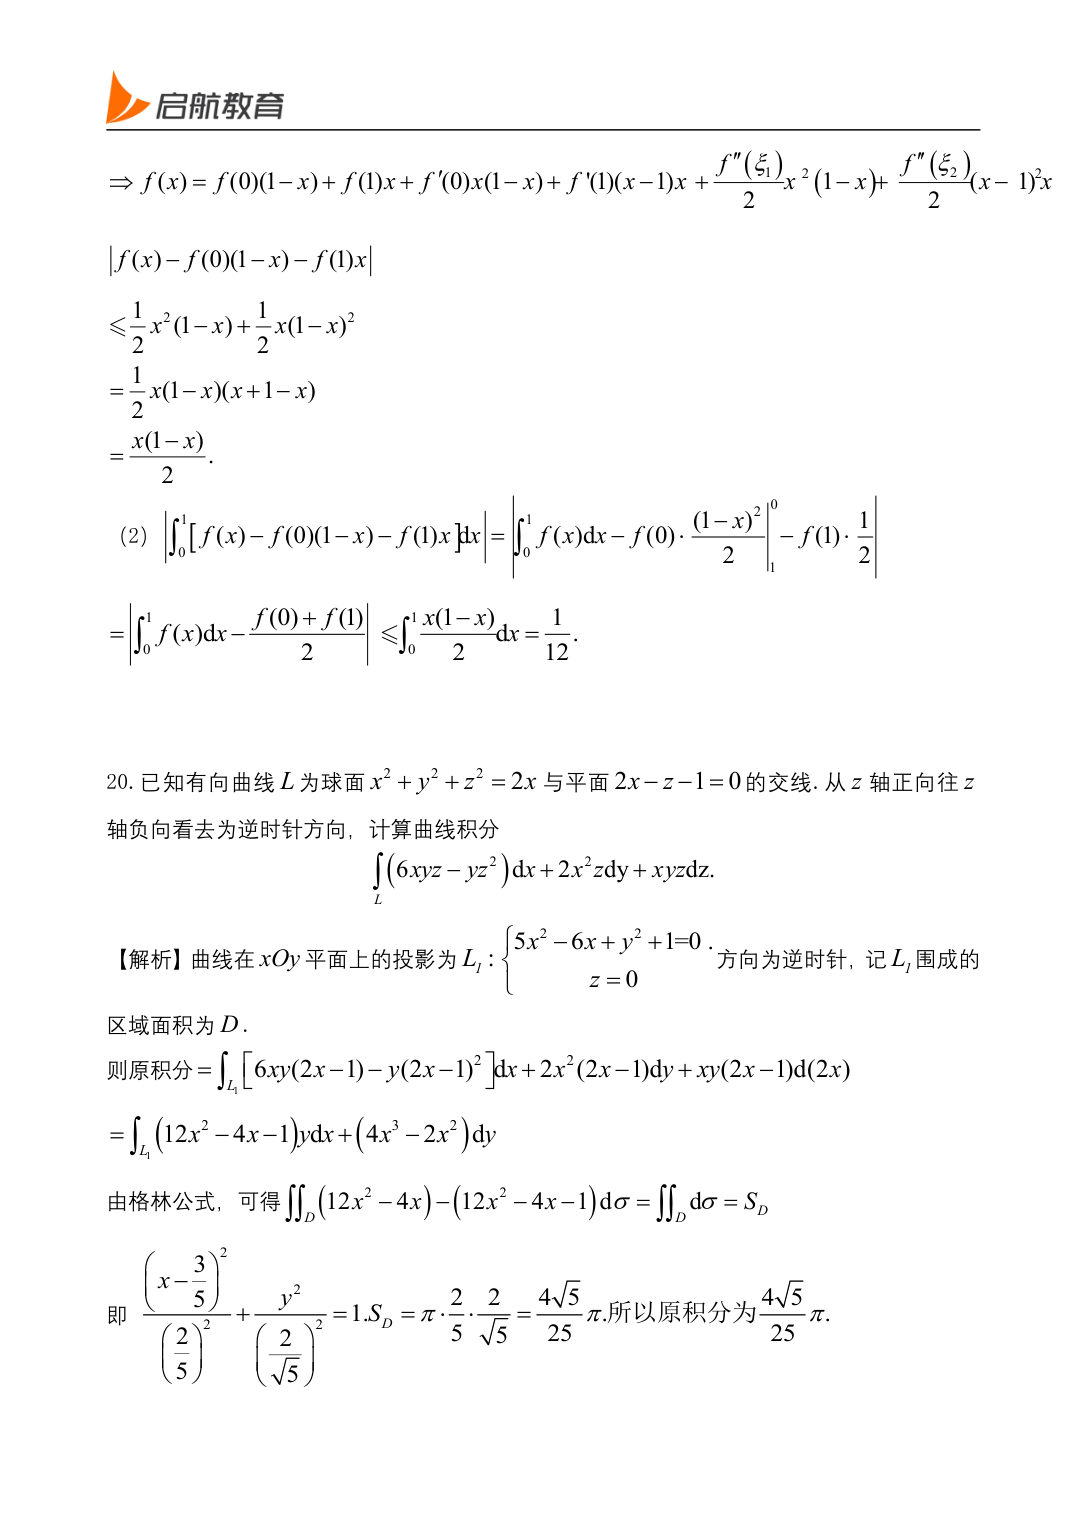 启航教育
⇒ f(x) = f(0)(1−x) + f(1)x + f′(0)x(1−x) + f'(1)(x−1)x + f″(ξ₁)/2 x²(1−x) + f″(ξ₂)/2 (x−1)²x
|f(x) − f(0)(1−x) − f(1)x|
≤ 1/2 x²(1−x) + 1/2 x(1−x)²
= 1/2 x(1−x)(x+1−x)
= x(1−x)/2 .
(2) |∫₀¹[f(x) − f(0)(1−x) − f(1)x]dx| = |∫₀¹ f(x)dx − f(0)· (1−x)²/2 |₁⁰ − f(1)· 1/2|
= |∫₀¹ f(x)dx − (f(0)+f(1))/2| ≤ ∫₀¹ x(1−x)/2 dx = 1/12 .
20.已知有向曲线 L 为球面 x² + y² + z² = 2x 与平面 2x − z −1 = 0 的交线.从 z 轴正向往 z
轴负向看去为逆时针方向，计算曲线积分
∫_L (6xyz − yz²)dx + 2x²zdy + xyzdz.
【解析】曲线在 xOy 平面上的投影为 L₁ : { 5x² − 6x + y² +1=0 . z = 0 方向为逆时针，记 L₁ 围成的
区域面积为 D .
则原积分 = ∫_{L₁} [6xy(2x−1) − y(2x−1)²]dx + 2x²(2x−1)dy + xy(2x−1)d(2x)
= ∫_{L₁} (12x² − 4x −1)ydx + (4x³ − 2x²)dy
由格林公式，可得 ∬_D (12x² − 4x) − (12x² − 4x −1)dσ = ∬_D dσ = S_D
即 (x − 3/5)²/(2/5)² + y²/(2/√5)² = 1.S_D = π· 2/5 · 2/√5 = 4√5/25 π.所以原积分为 4√5/25 π.